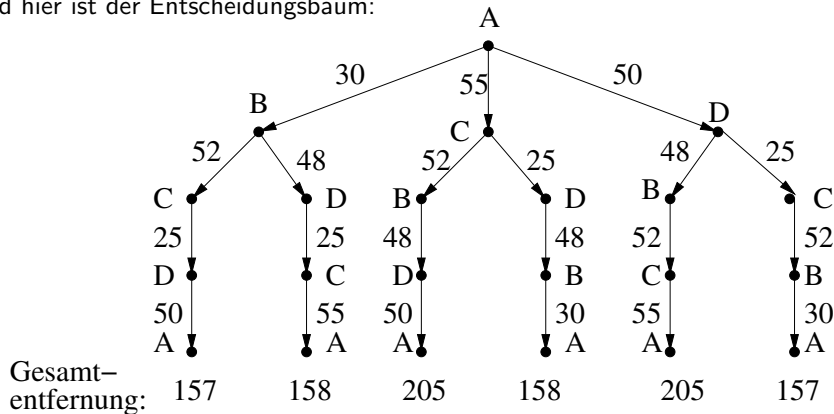 d hier ist der Entscheidungsbaum:
A
30 55 50
B C D
52 48 52 25 48 25
C D B D B C
25 25 48 48 52 52
D C D B C B
50 55 50 30 55 30
A A A A A A
Gesamt–
entfernung: 157 158 205 158 205 157